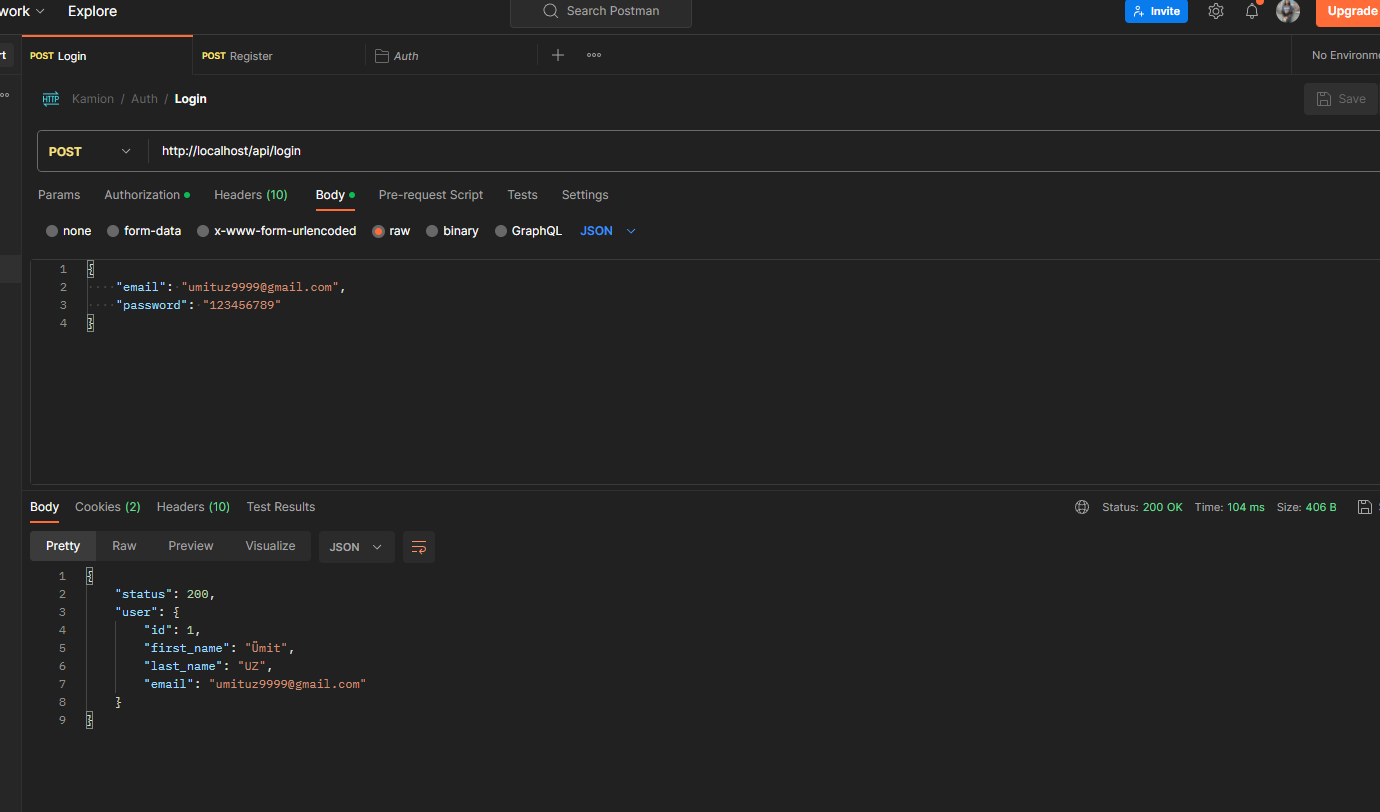 work Explore Search Postman Invite Upgrade
rt POST Login POST Register Auth No Environme
HTTP Kamion / Auth / Login Save
POST http://localhost/api/login
Params Authorization Headers (10) Body Pre-request Script Tests Settings
none form-data x-www-form-urlencoded raw binary GraphQL JSON
1 {
2 "email": "umituz9999@gmail.com",
3 "password": "123456789"
4 }
Body Cookies (2) Headers (10) Test Results Status: 200 OK Time: 104 ms Size: 406 B
Pretty Raw Preview Visualize JSON
1 {
2 "status": 200,
3 "user": {
4 "id": 1,
5 "first_name": "Ümit",
6 "last_name": "UZ",
7 "email": "umituz9999@gmail.com"
8 }
9 }